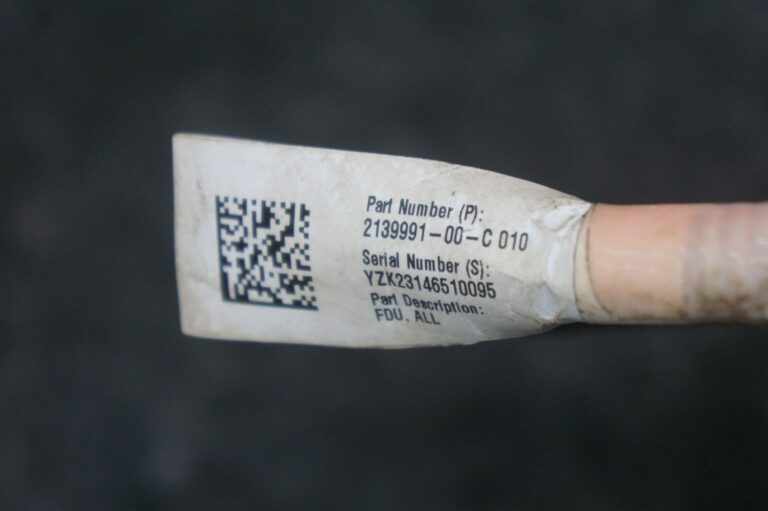 Part Number (P):
2139991-00-C 010
Serial Number (S):
YZK23146510095
Part Description:
FDU, ALL